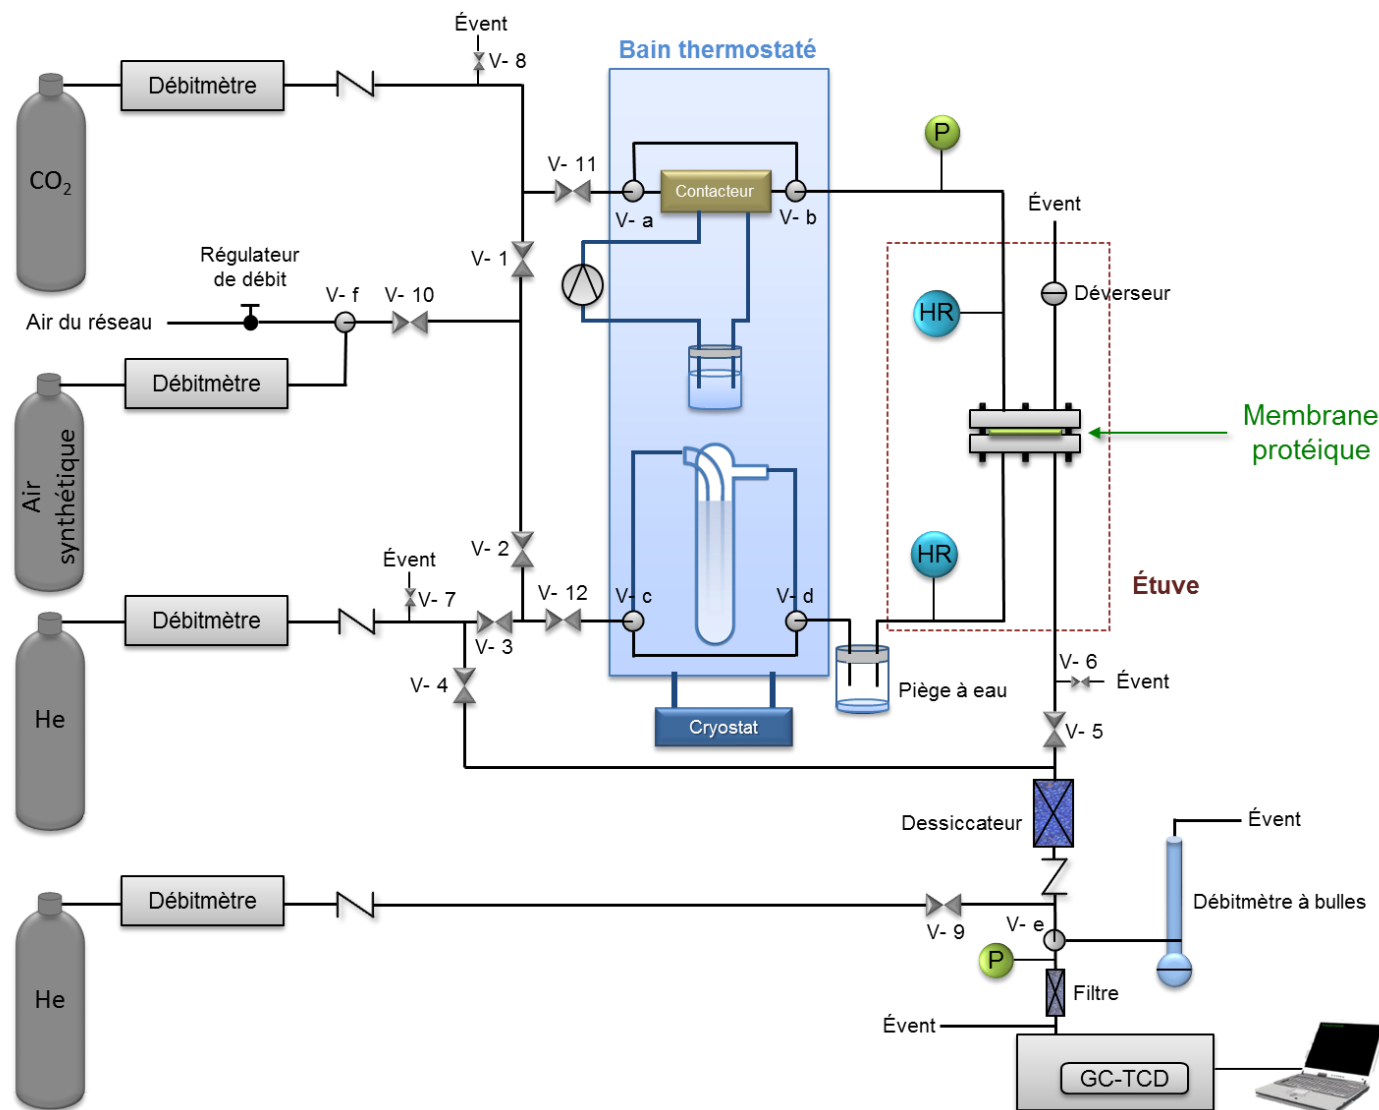 Évent
V- 8
Bain thermostaté
Débitmètre
CO2
V- 11
Contacteur
V- a
V- b
P
Évent
V- 1
Régulateur
de débit
V- f
V- 10
Air du réseau
HR
Déverseur
Débitmètre
Membrane
protéique
Air
synthétique
V- 2
Évent
V- 7
V- 12
V- c
V- d
HR
Étuve
Débitmètre
V- 3
V- 4
He
Piège à eau
V- 6
Évent
V- 5
Cryostat
Dessiccateur
Évent
Débitmètre
Débitmètre à bulles
V- 9
V- e
P
He
Filtre
Évent
GC-TCD